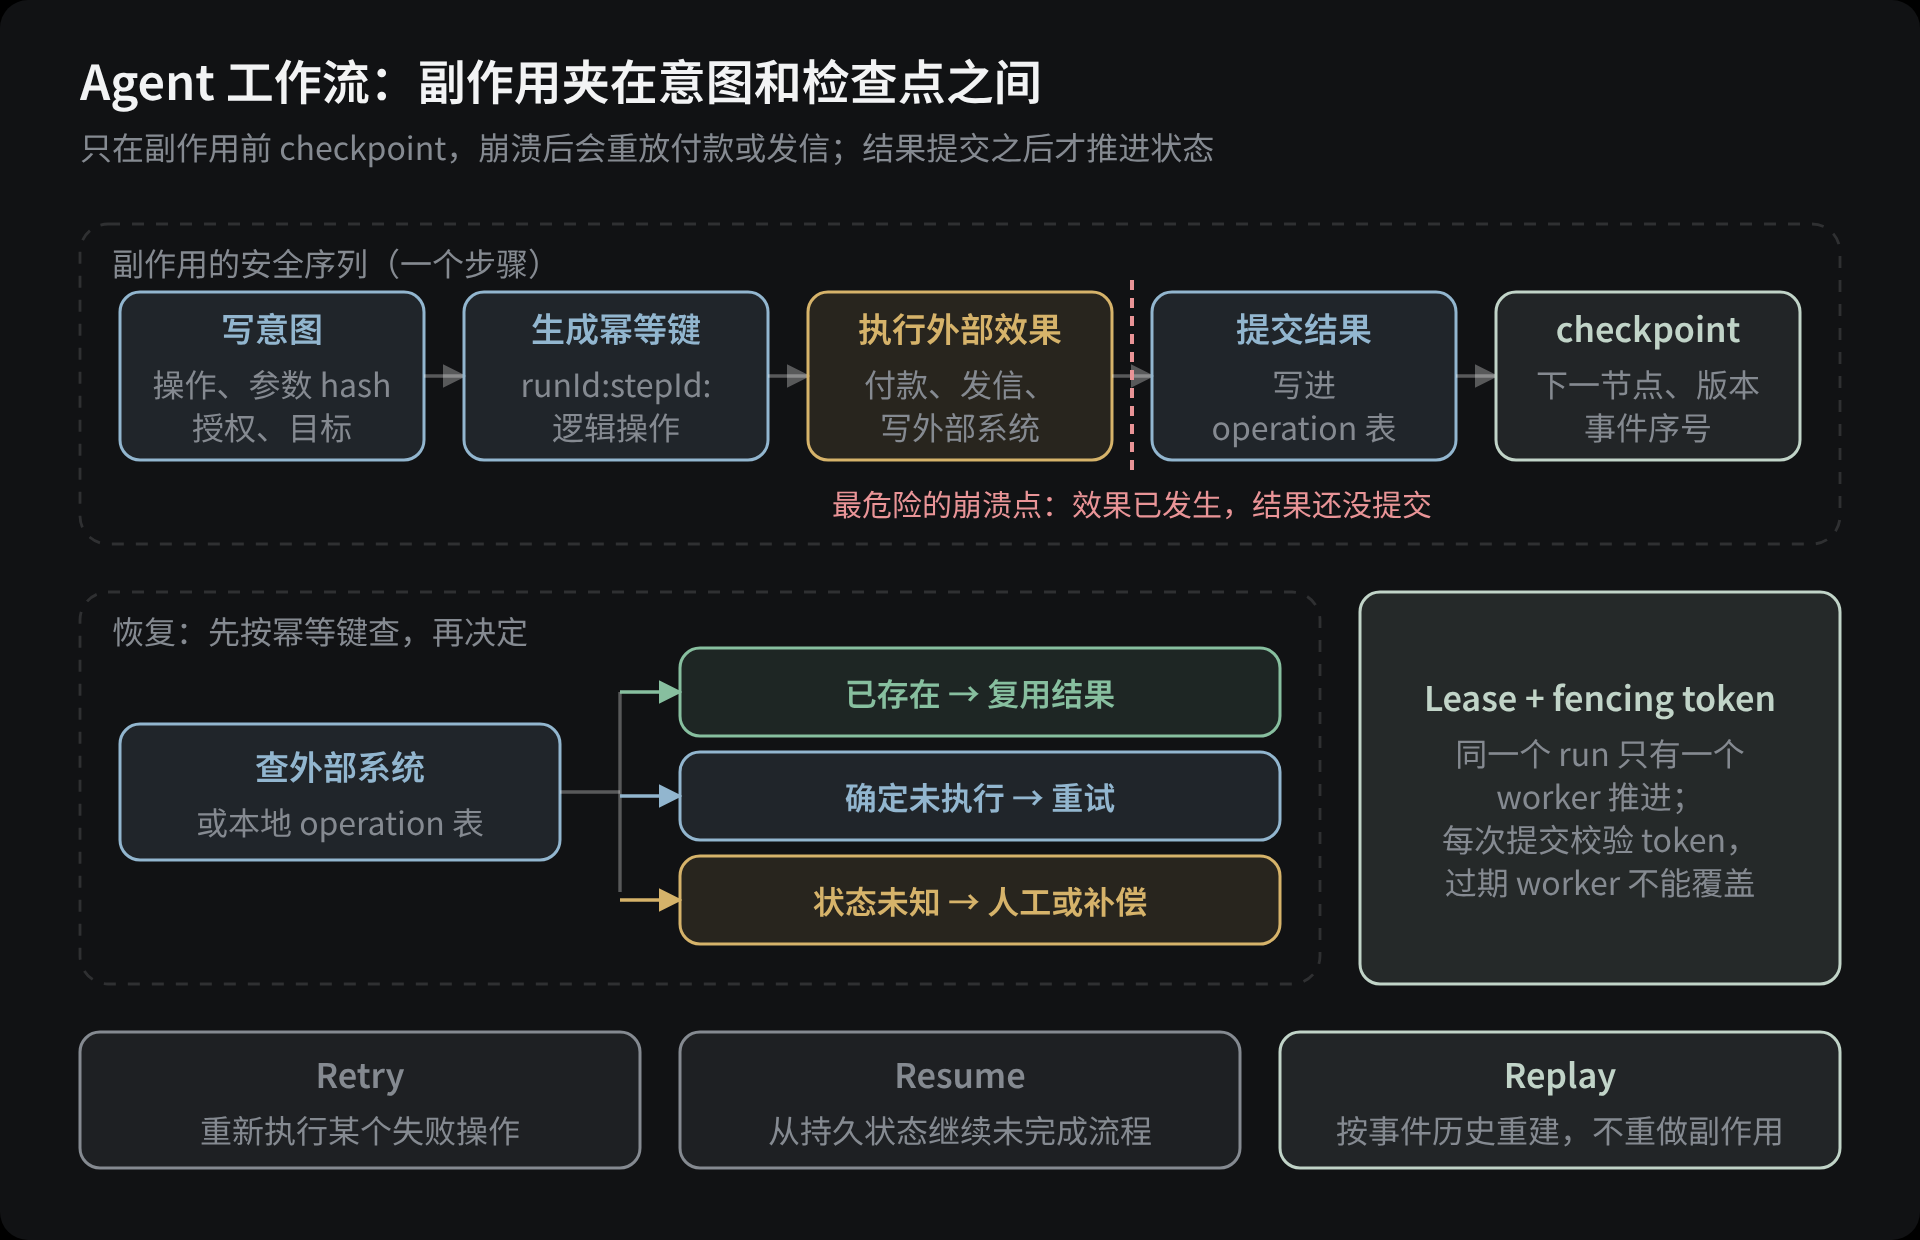 Agent 工作流：副作用夹在意图和检查点之间
只在副作用前 checkpoint，崩溃后会重放付款或发信；结果提交之后才推进状态
副作用的安全序列（一个步骤）
写意图
操作、参数 hash
授权、目标
生成幂等键
runId:stepId:
逻辑操作
执行外部效果
付款、发信、
写外部系统
提交结果
写进
operation 表
checkpoint
下一节点、版本
事件序号
最危险的崩溃点：效果已发生，结果还没提交
恢复：先按幂等键查，再决定
查外部系统
或本地 operation 表
已存在 → 复用结果
确定未执行 → 重试
状态未知 → 人工或补偿
Lease + fencing token
同一个 run 只有一个
worker 推进；
每次提交校验 token，
过期 worker 不能覆盖
Retry
重新执行某个失败操作
Resume
从持久状态继续未完成流程
Replay
按事件历史重建，不重做副作用